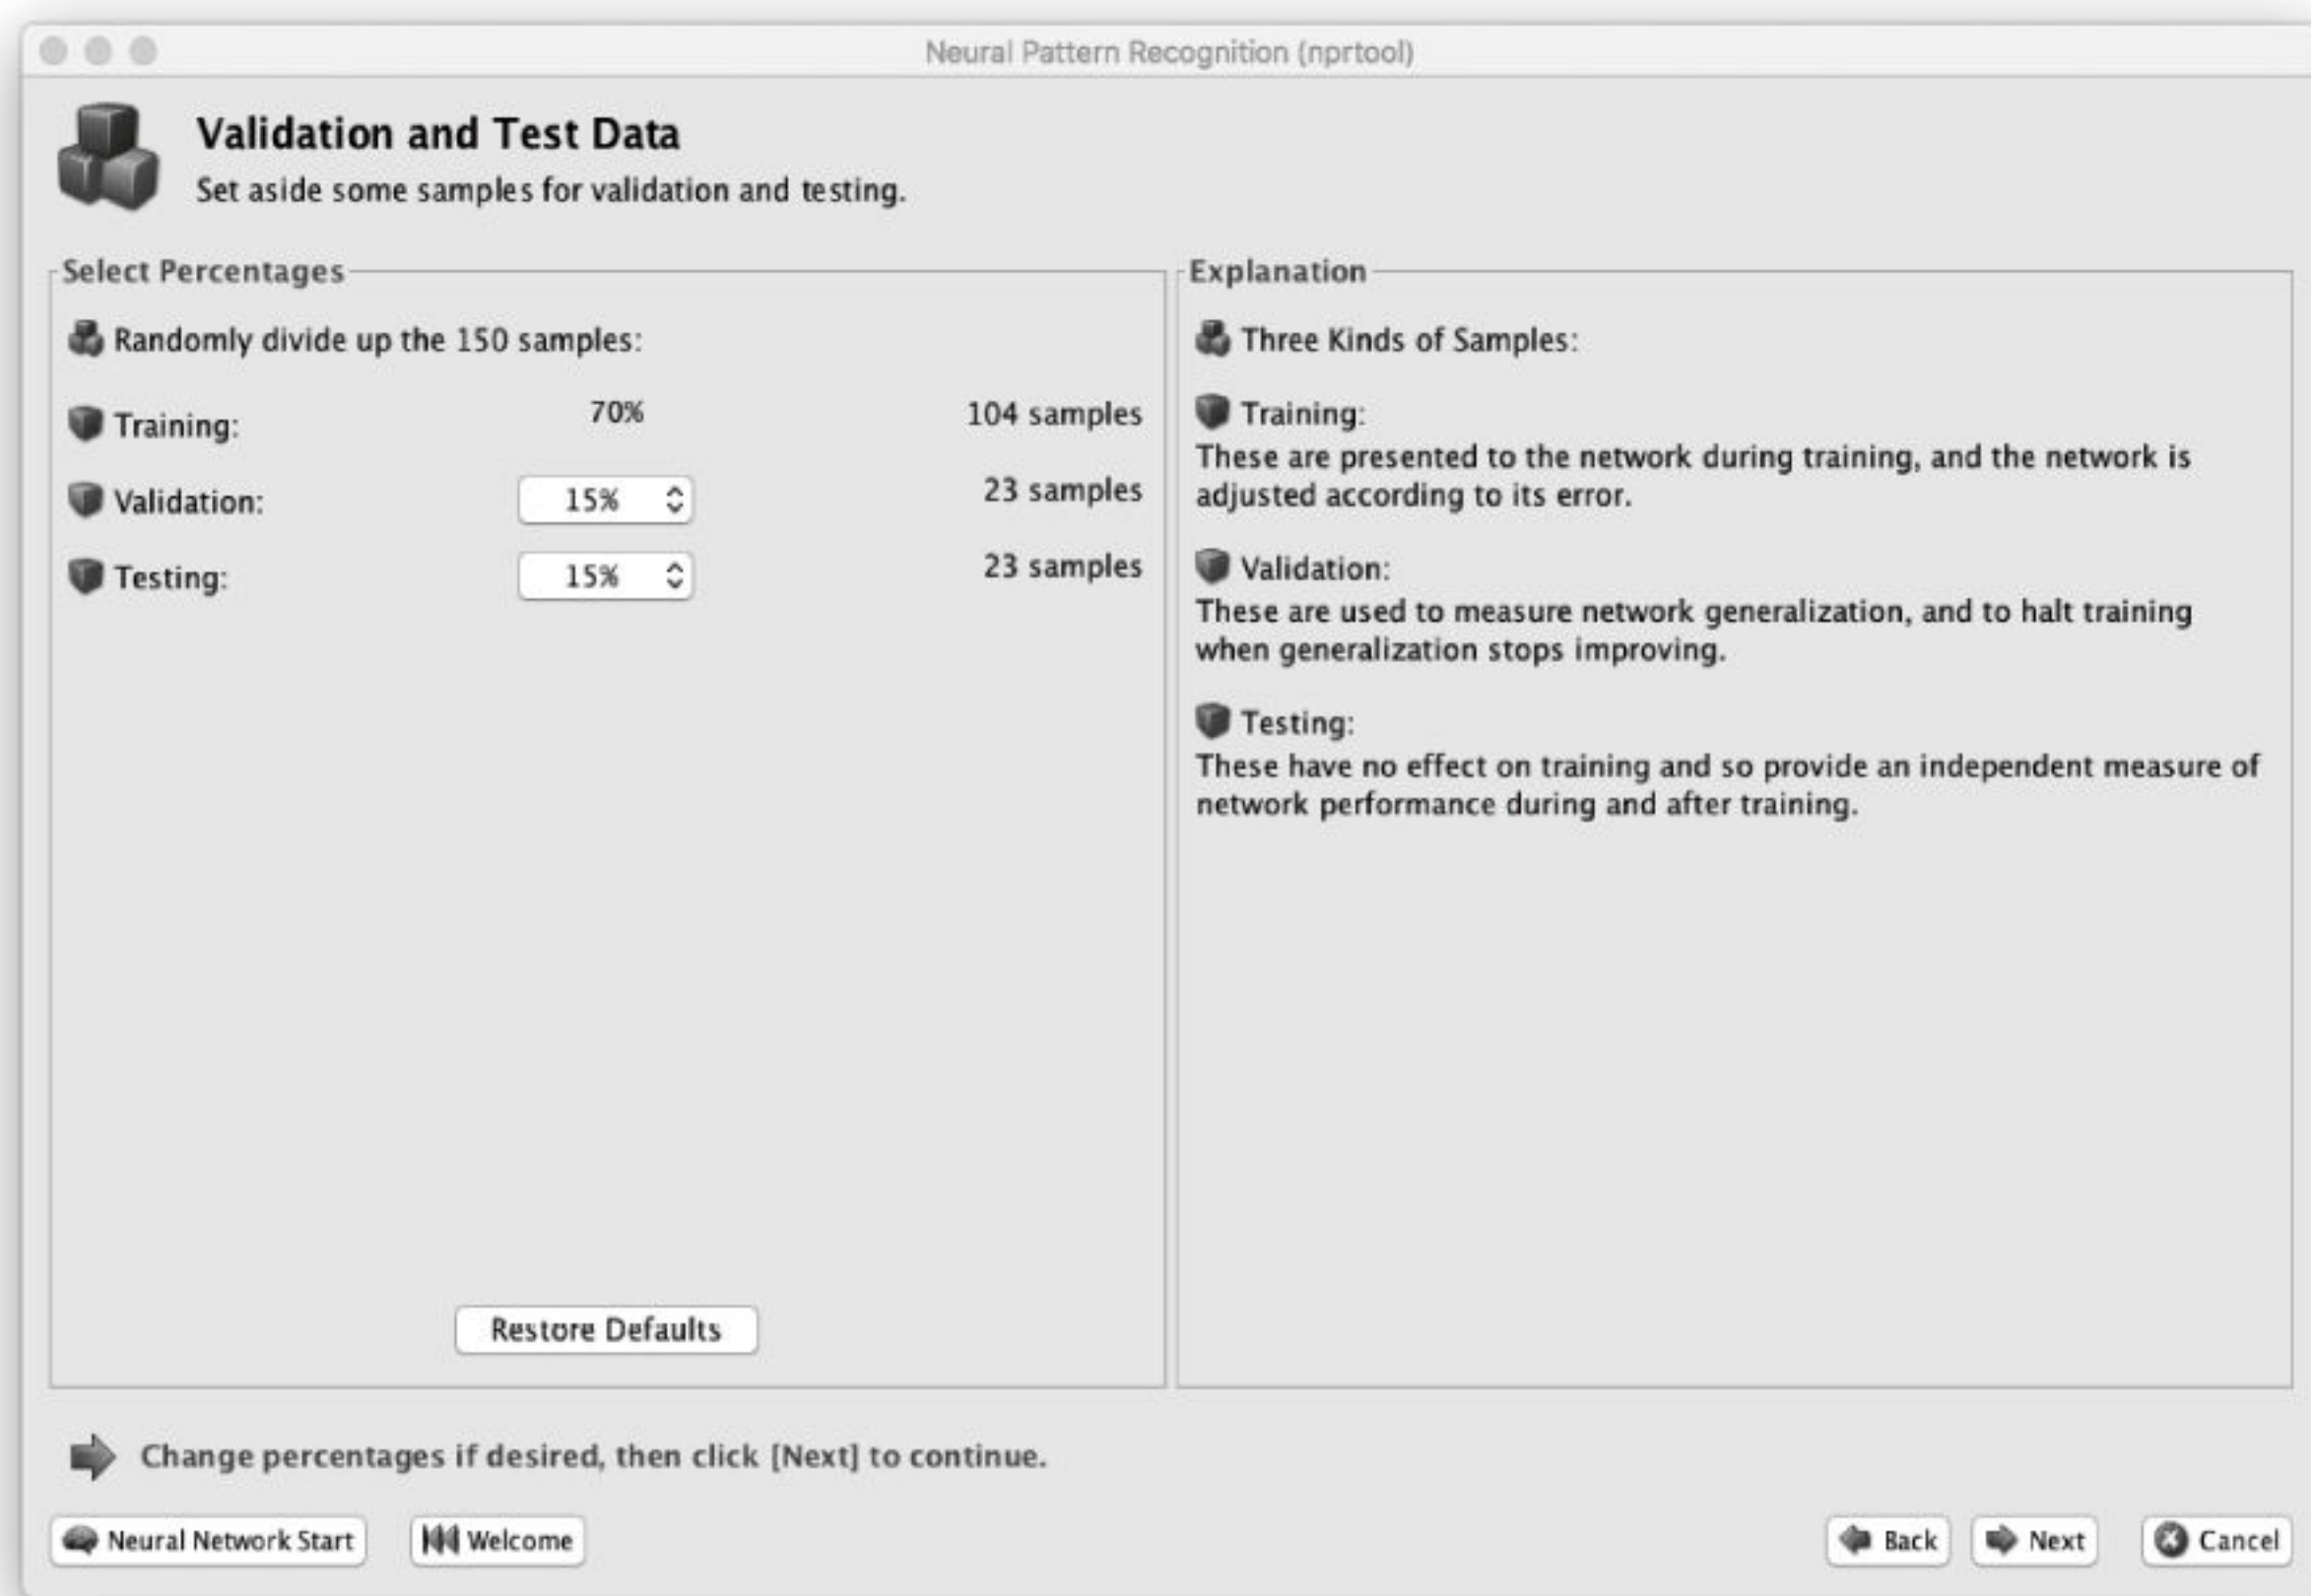 Neural Pattern Recognition (nprtool)
Validation and Test Data
Set aside some samples for validation and testing.
Select Percentages
Randomly divide up the 150 samples:
Training: 70% 104 samples
Validation: 15% 23 samples
Testing: 15% 23 samples
Restore Defaults
Explanation
Three Kinds of Samples:
Training:
These are presented to the network during training, and the network is
adjusted according to its error.
Validation:
These are used to measure network generalization, and to halt training
when generalization stops improving.
Testing:
These have no effect on training and so provide an independent measure of
network performance during and after training.
Change percentages if desired, then click [Next] to continue.
Neural Network Start Welcome Back Next Cancel